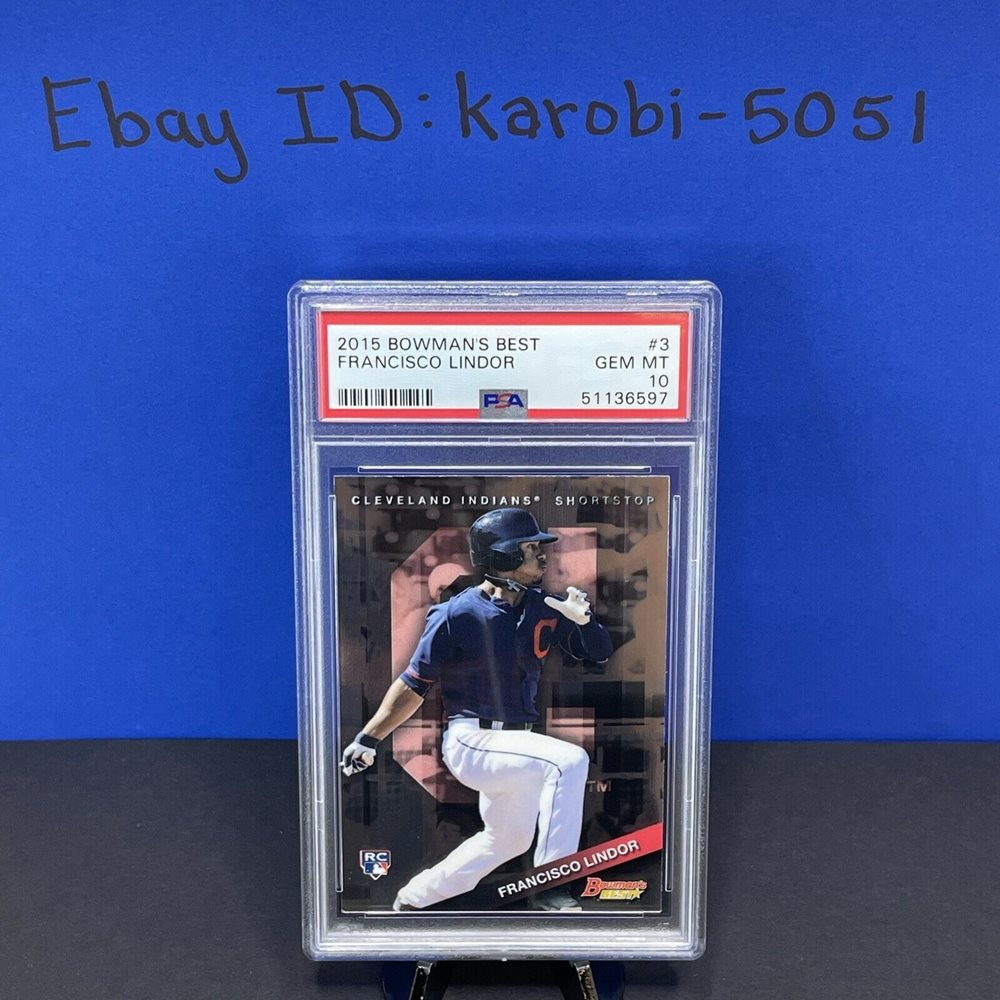 Ebay ID: karobi-5051
2015 BOWMAN'S BEST #3
FRANCISCO LINDOR GEM MT
10
PSA 51136597
CLEVELAND INDIANS® SHORTSTOP
C
TM
RC
FRANCISCO LINDOR
Bowman's
BEST